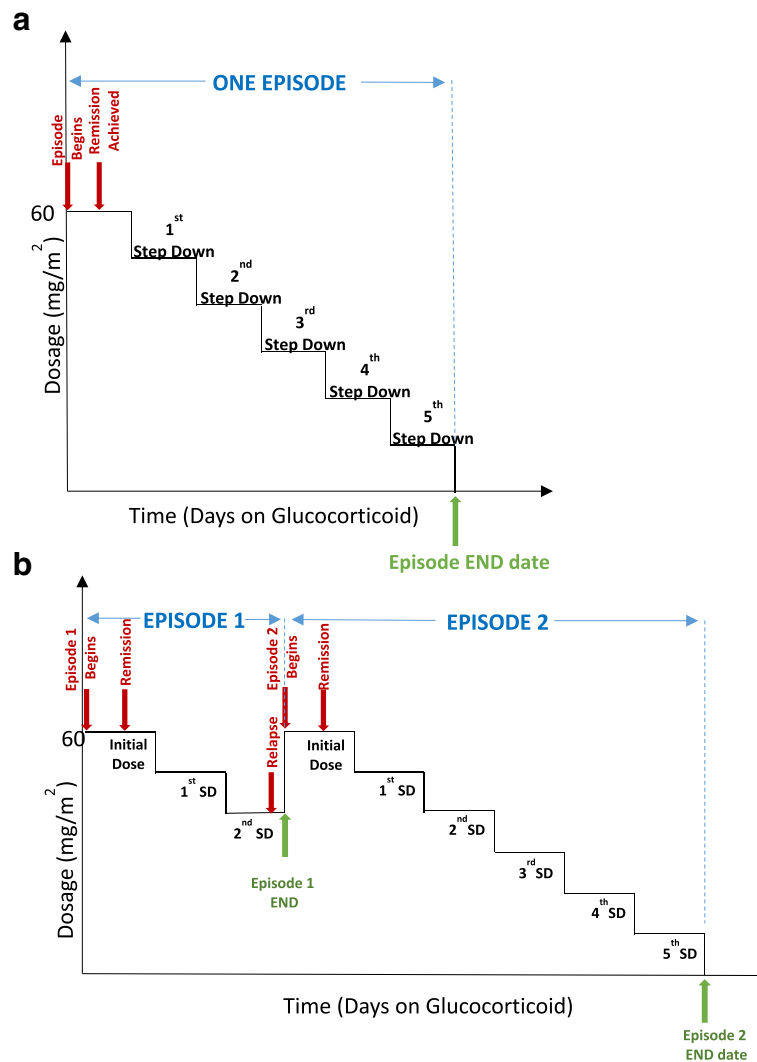 a
ONE EPISODE
Episode
Begins
Remission
Achieved
60
1st
Step Down
2nd
Step Down
3rd
Step Down
4th
Step Down
5th
Step Down
Dosage (mg/m2)
Time (Days on Glucocorticoid)
Episode END date
b
EPISODE 1
EPISODE 2
Episode 1
Begins
Remission
Relapse
Episode 2
Begins
Remission
60
Initial
Dose
1st SD
2nd SD
Initial
Dose
1st SD
2nd SD
3rd SD
4th SD
5th SD
Episode 1
END
Dosage (mg/m2)
Time (Days on Glucocorticoid)
Episode 2
END date